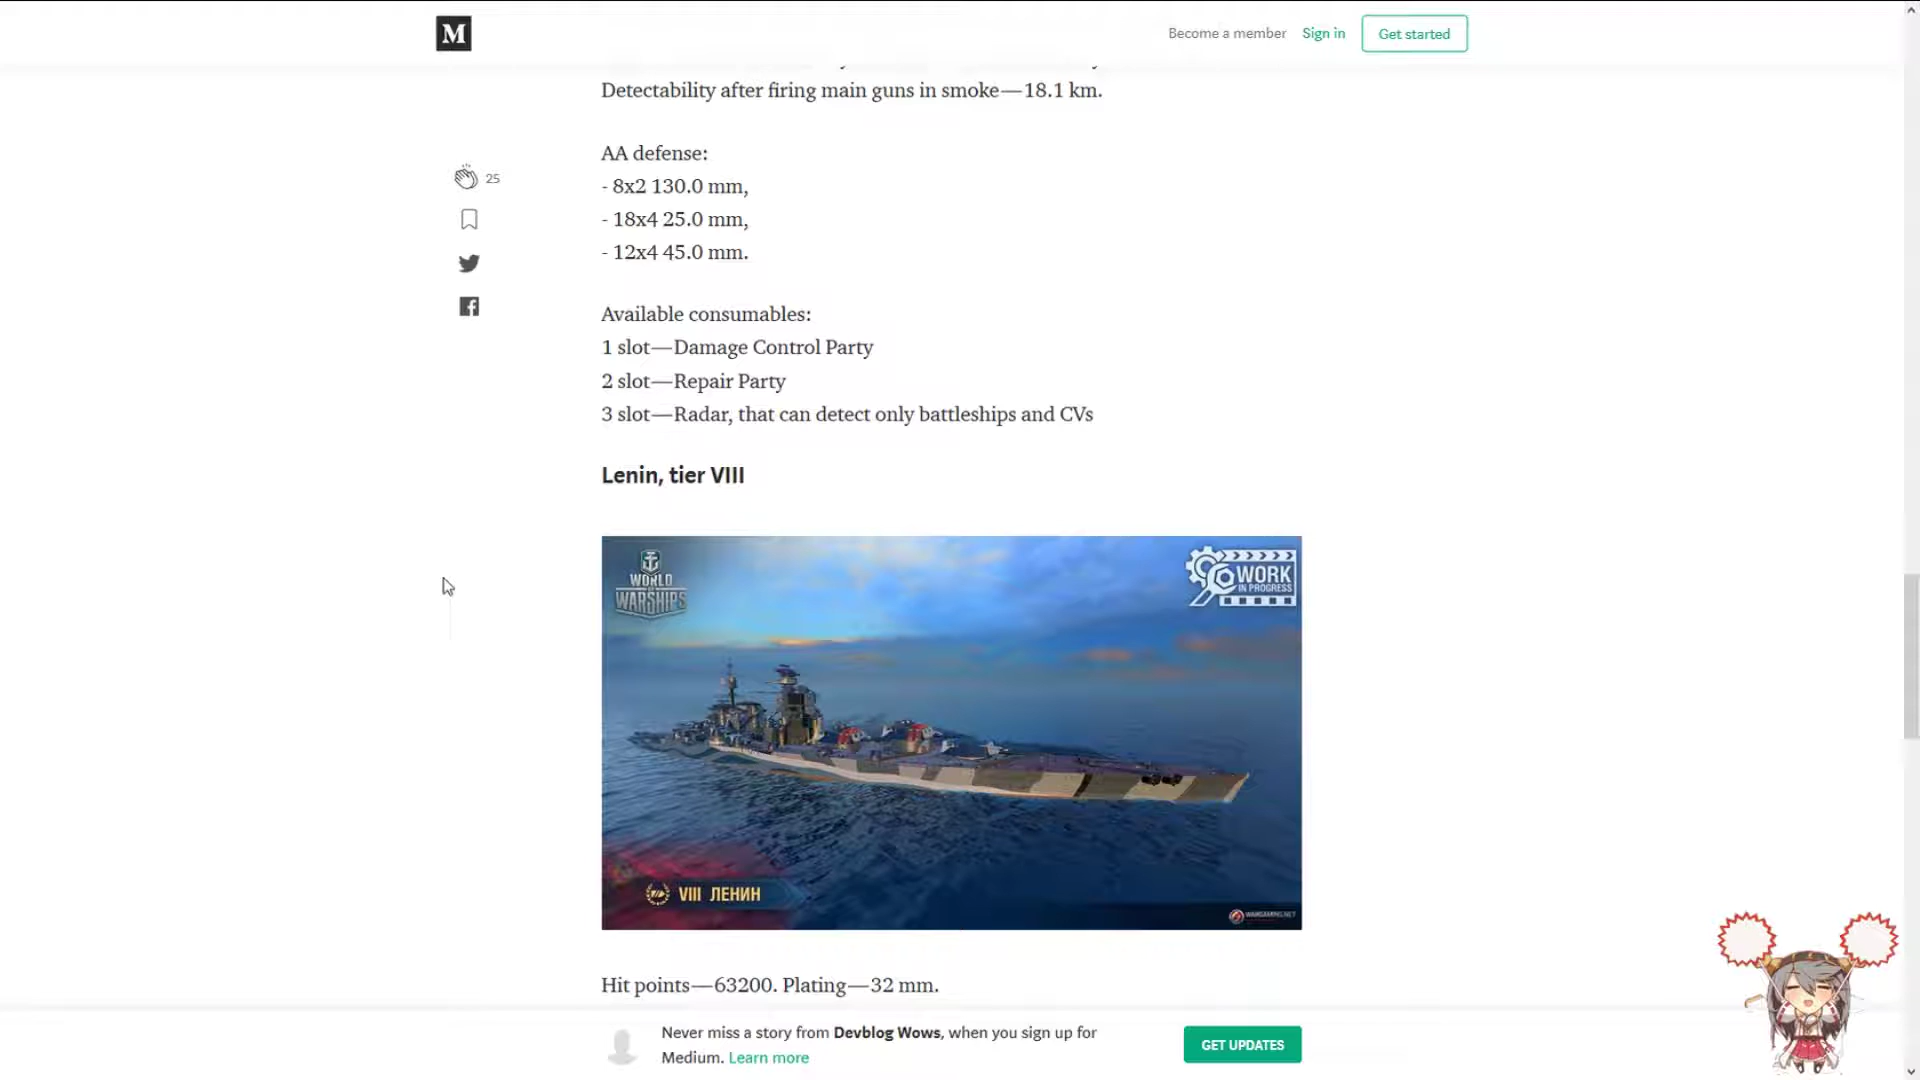 M
Become a member
Sign in
Get started
Detectability after firing main guns in smoke—18.1 km.
AA defense:
- 8x2 130.0 mm,
- 18x4 25.0 mm,
- 12x4 45.0 mm.
25
Available consumables:
1 slot—Damage Control Party
2 slot—Repair Party
3 slot—Radar, that can detect only battleships and CVs
Lenin, tier VIII
WORLD
OF
WARSHIPS
WORK
IN PROGRESS
VIII ЛЕНИН
WARGAMING.NET
Hit points—63200. Plating—32 mm.
Never miss a story from Devblog Wows, when you sign up for
Medium. Learn more
GET UPDATES